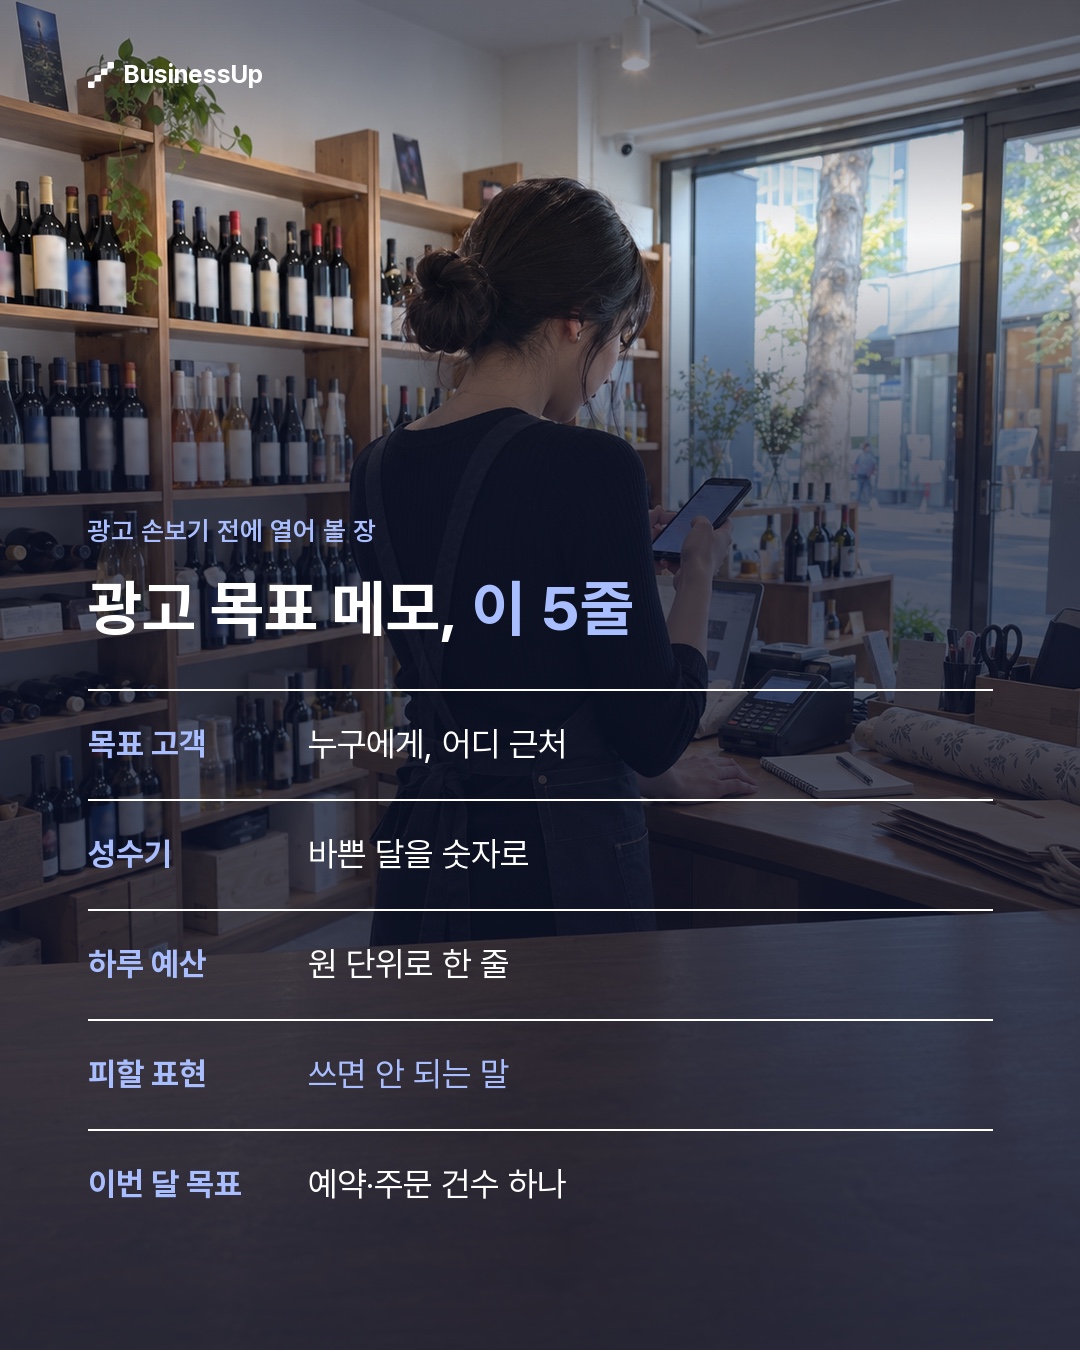 BusinessUp
광고 손보기 전에 열어 볼 장
광고 목표 메모, 이 5줄
목표 고객 누구에게, 어디 근처
성수기 바쁜 달을 숫자로
하루 예산 원 단위로 한 줄
피할 표현 쓰면 안 되는 말
이번 달 목표 예약·주문 건수 하나